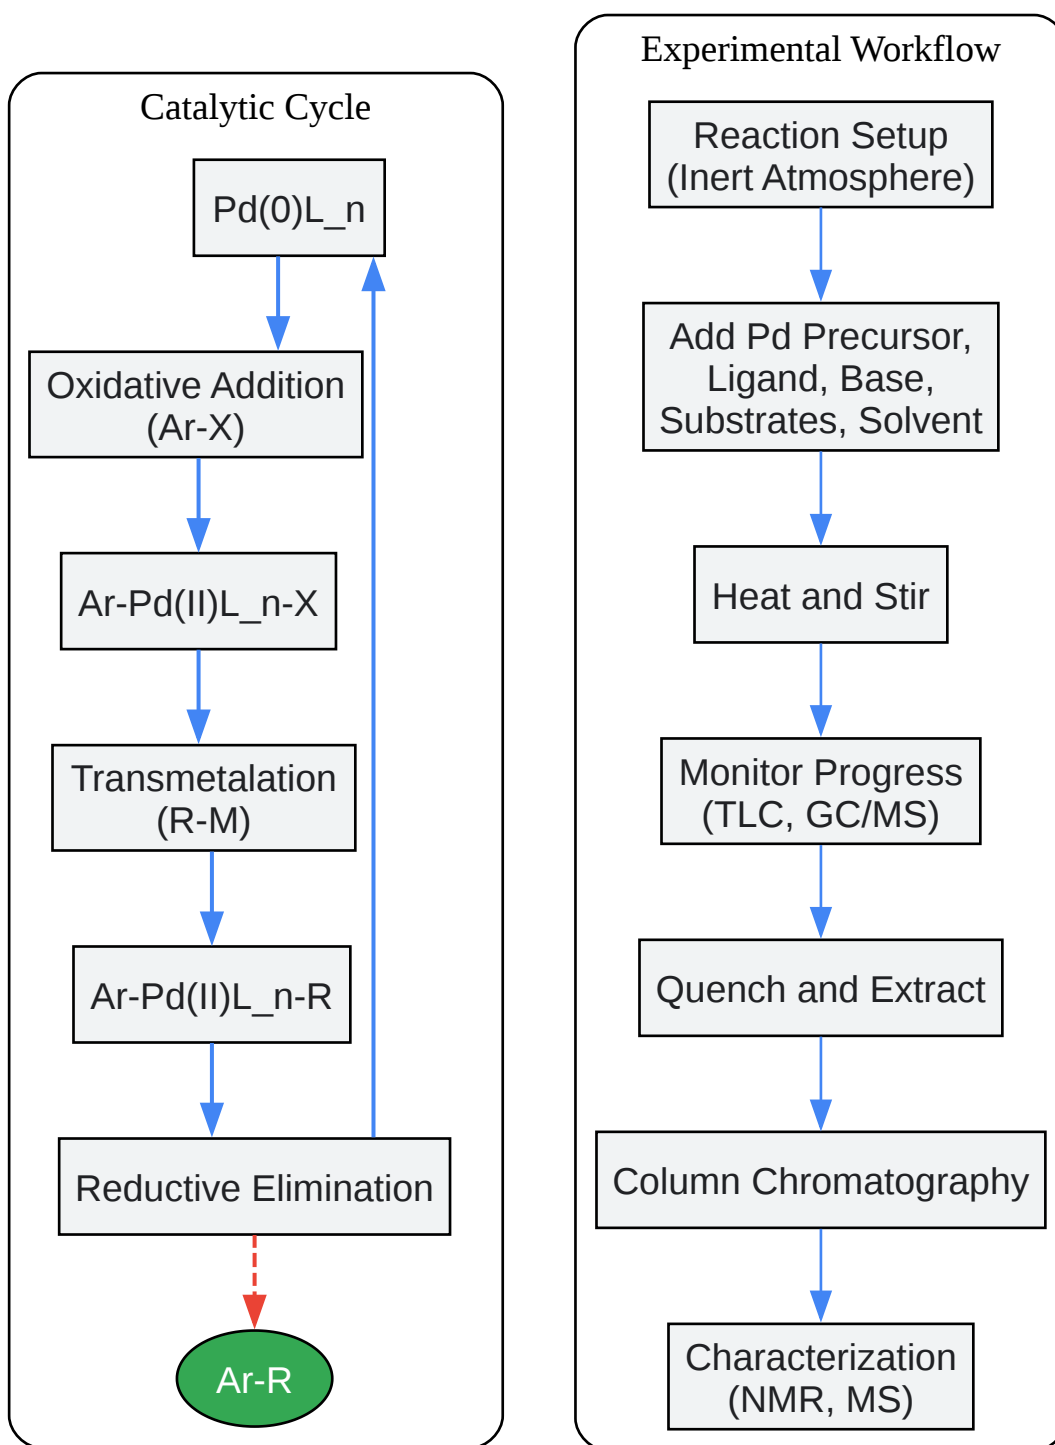 Catalytic Cycle
Pd(0)L_n
Oxidative Addition
(Ar-X)
Ar-Pd(II)L_n-X
Transmetalation
(R-M)
Ar-Pd(II)L_n-R
Reductive Elimination
Ar-R
Experimental Workflow
Reaction Setup
(Inert Atmosphere)
Add Pd Precursor,
Ligand, Base,
Substrates, Solvent
Heat and Stir
Monitor Progress
(TLC, GC/MS)
Quench and Extract
Column Chromatography
Characterization
(NMR, MS)